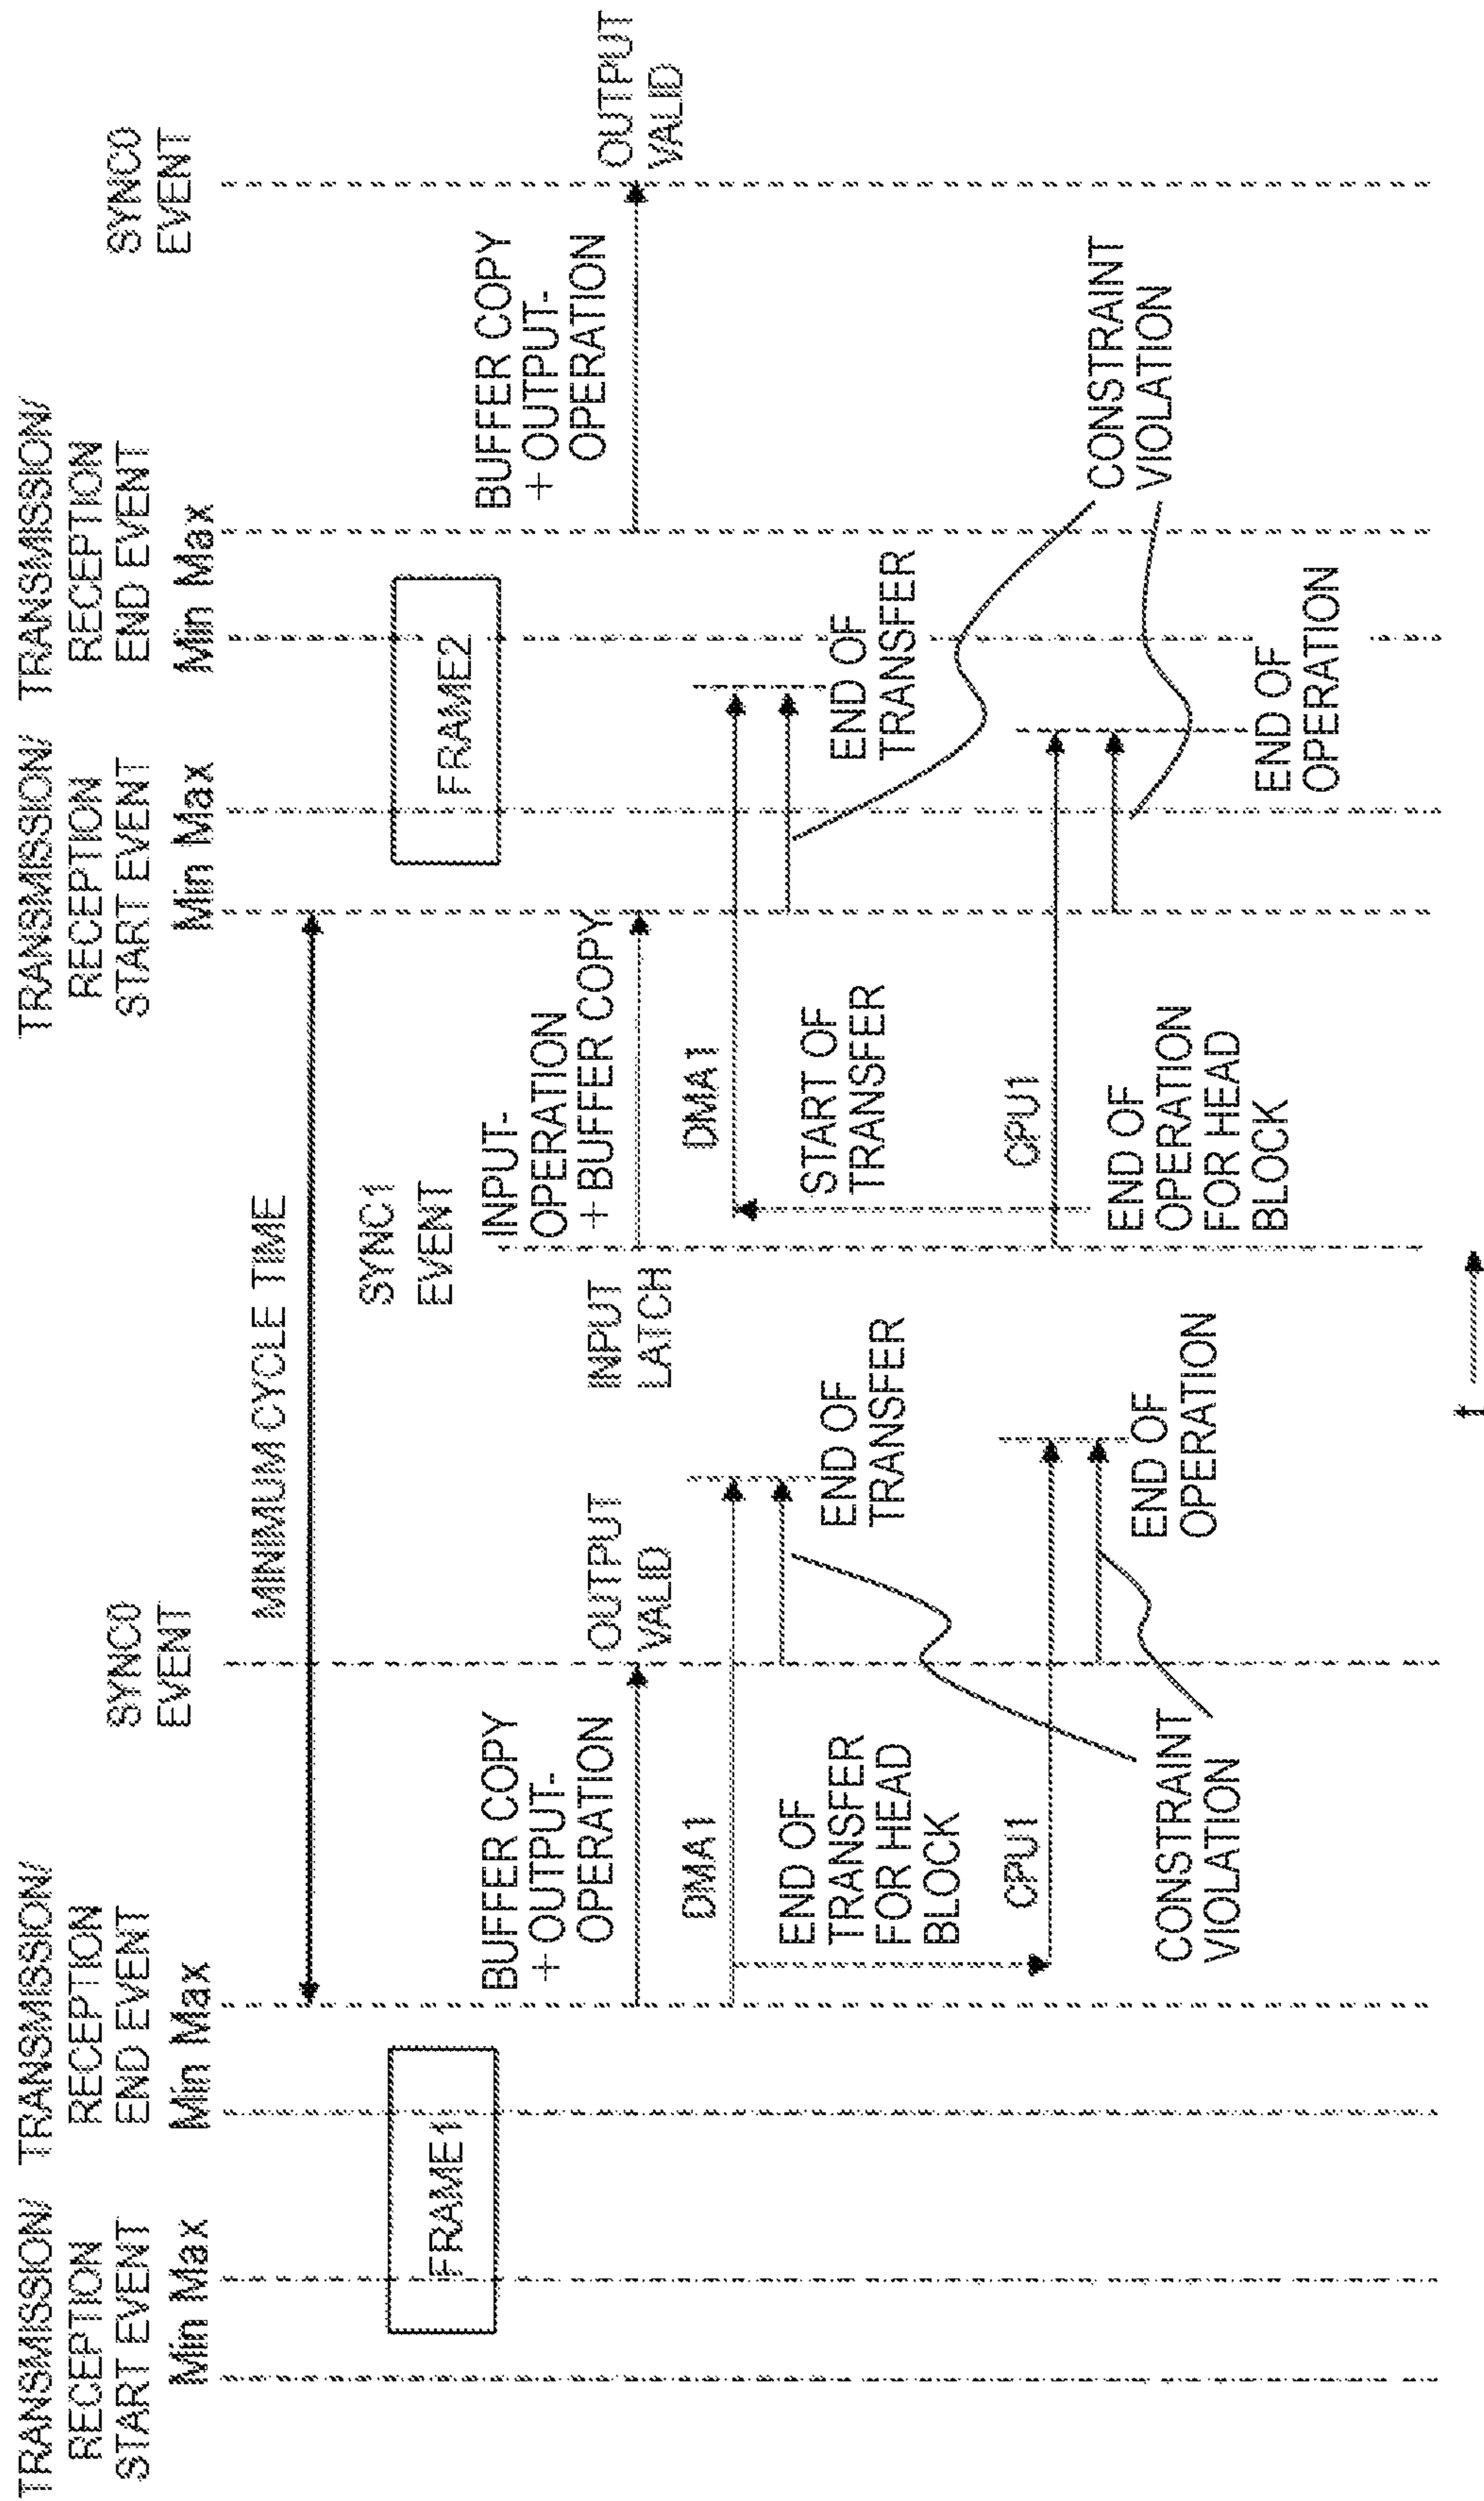 TRANSMISSION/
RECEPTION
START EVENT
Min Max
TRANSMISSION/
RECEPTION
END EVENT
Min Max
SYNC0
EVENT
TRANSMISSION/
RECEPTION
START EVENT
Min Max
TRANSMISSION/
RECEPTION
END EVENT
Min Max
SYNC0
EVENT
MINIMUM CYCLE TIME
FRAME1
SYNC1
EVENT
FRAME2
BUFFER COPY
+ OUTPUT-
OPERATION
OUTPUT
VALID
INPUT
LATCH
INPUT-
OPERATION
+ BUFFER COPY
BUFFER COPY
+ OUTPUT-
OPERATION
OUTPUT
VALID
DMA1
END OF
TRANSFER
FOR HEAD
BLOCK
END OF
TRANSFER
DMA1
START OF
TRANSFER
END OF
TRANSFER
CPU1
END OF
OPERATION
CONSTRAINT
VIOLATION
CPU1
END OF
OPERATION
FOR HEAD
BLOCK
END OF
OPERATION
CONSTRAINT
VIOLATION
t